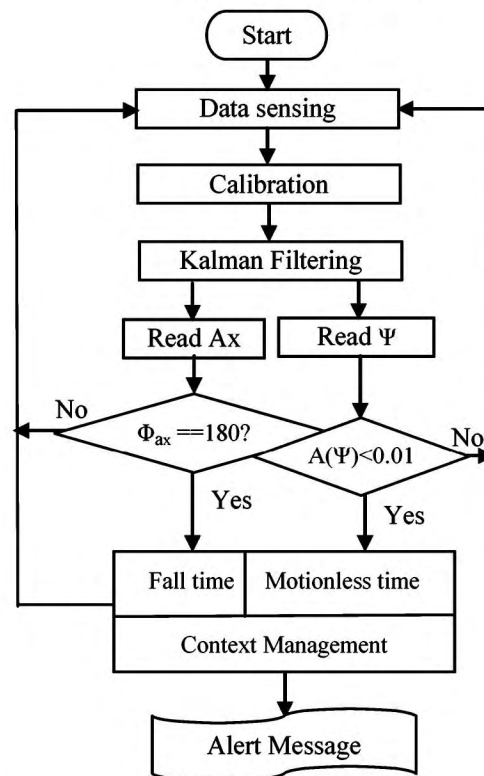 Start
Data sensing
Calibration
Kalman Filtering
Read Ax
Read Ψ
No
Φax ==180?
A(Ψ)<0.01
No
Yes
Yes
Fall time
Motionless time
Context Management
Alert Message